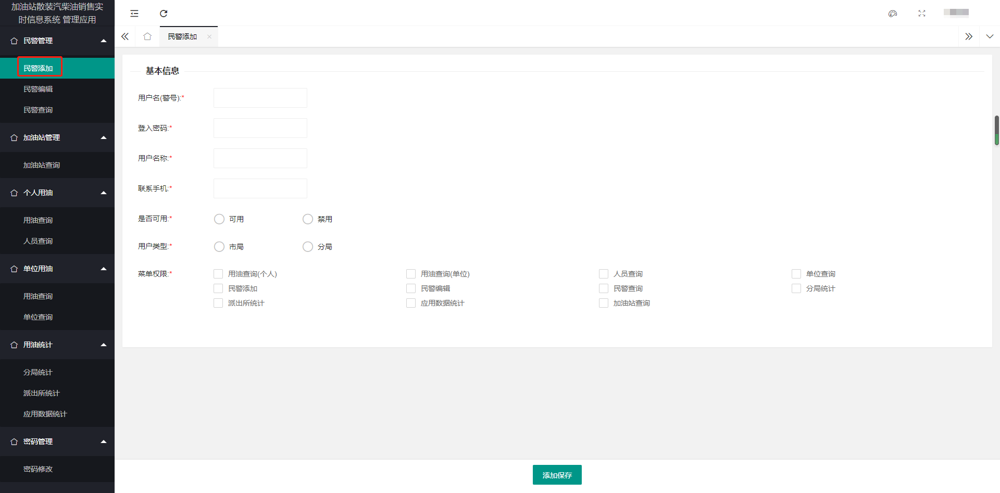 加油站散装汽柴油销售实
时信息系统 管理应用
民警管理
民警添加
民警编辑
民警查询
加油站管理
加油站查询
个人用油
用油查询
人员查询
单位用油
用油查询
单位查询
用油统计
分局统计
派出所统计
应用数据统计
密码管理
密码修改
民警添加
基本信息
用户名(警号):*
登入密码:*
用户名称:*
联系手机:*
是否可用:* 可用 禁用
用户类型:* 市局 分局
菜单权限:* 用油查询(个人) 用油查询(单位) 人员查询 单位查询
民警添加 民警编辑 民警查询 分局统计
派出所统计 应用数据统计 加油站查询
添加保存